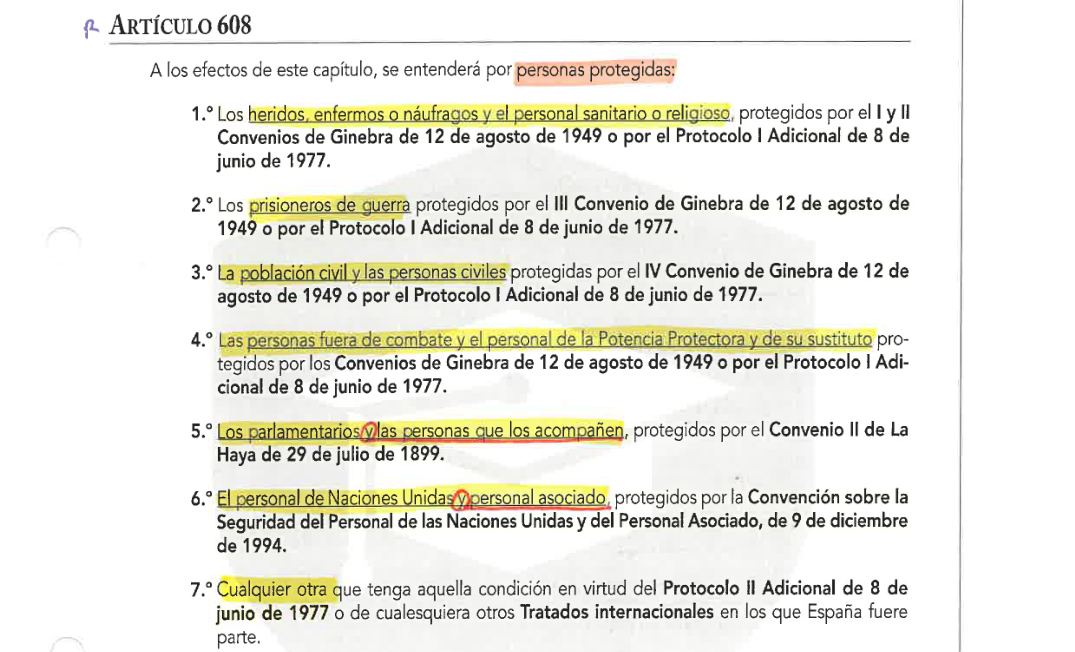 R ARTÍCULO 608
A los efectos de este capítulo, se entenderá por personas protegidas:
1.º Los heridos, enfermos o náufragos y el personal sanitario o religioso, protegidos por el I y II
Convenios de Ginebra de 12 de agosto de 1949 o por el Protocolo I Adicional de 8 de
junio de 1977.
2.º Los prisioneros de guerra protegidos por el III Convenio de Ginebra de 12 de agosto de
1949 o por el Protocolo I Adicional de 8 de junio de 1977.
3.º La población civil y las personas civiles protegidas por el IV Convenio de Ginebra de 12 de
agosto de 1949 o por el Protocolo I Adicional de 8 de junio de 1977.
4.º Las personas fuera de combate y el personal de la Potencia Protectora y de su sustituto pro-
tegidos por los Convenios de Ginebra de 12 de agosto de 1949 o por el Protocolo I Adi-
cional de 8 de junio de 1977.
5.º Los parlamentarios y las personas que los acompañen, protegidos por el Convenio II de La
Haya de 29 de julio de 1899.
6.º El personal de Naciones Unidas y personal asociado, protegidos por la Convención sobre la
Seguridad del Personal de las Naciones Unidas y del Personal Asociado, de 9 de diciembre
de 1994.
7.º Cualquier otra que tenga aquella condición en virtud del Protocolo II Adicional de 8 de
junio de 1977 o de cualesquiera otros Tratados internacionales en los que España fuere
parte.